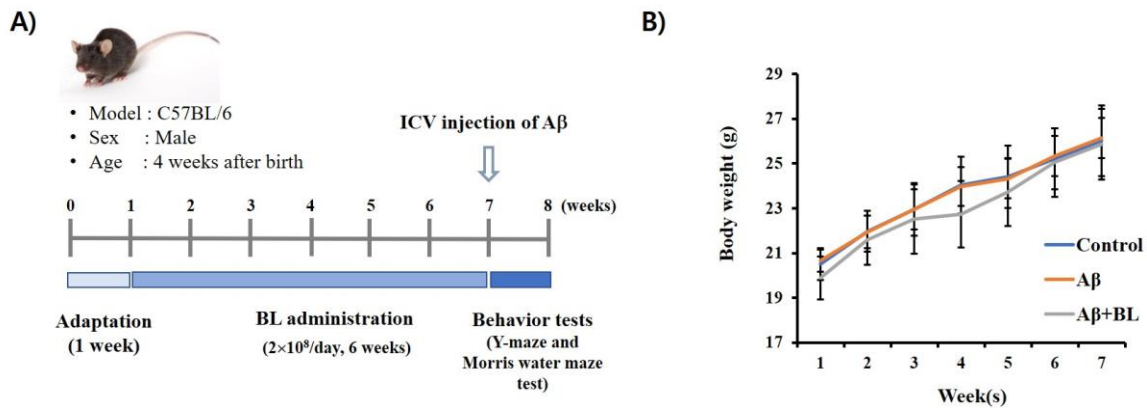 A)
• Model : C57BL/6
• Sex : Male
• Age : 4 weeks after birth
ICV injection of Aβ
0 1 2 3 4 5 6 7 8 (weeks)
Adaptation
(1 week)
BL administration
(2×10⁸/day, 6 weeks)
Behavior tests
(Y-maze and
Morris water maze
test)
B)
Body weight (g)
29
27
25
23
21
19
17
Control
Aβ
Aβ+BL
1 2 3 4 5 6 7
Week(s)